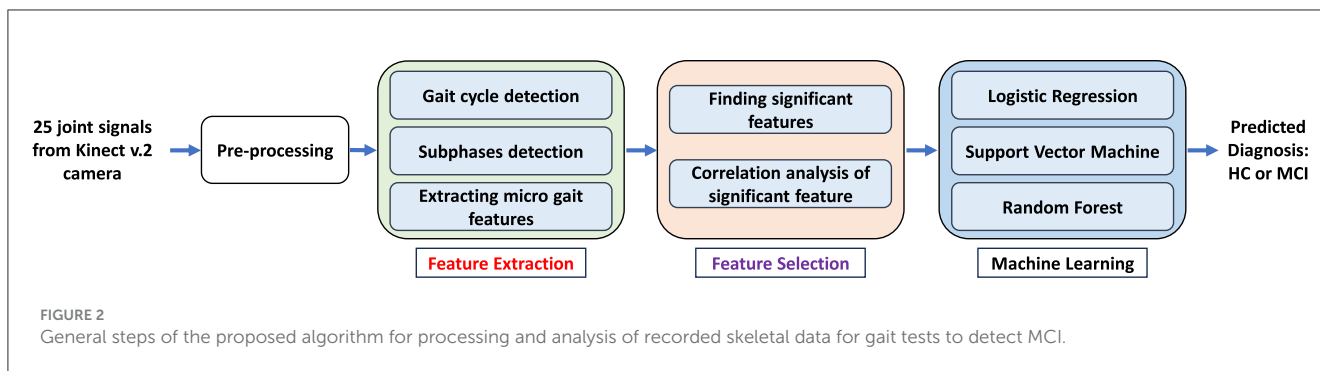 25 joint signals
from Kinect v.2
camera
Pre-processing
Gait cycle detection
Subphases detection
Extracting micro gait
features
Feature Extraction
Finding significant
features
Correlation analysis of
significant feature
Feature Selection
Logistic Regression
Support Vector Machine
Random Forest
Machine Learning
Predicted
Diagnosis:
HC or MCI
FIGURE 2
General steps of the proposed algorithm for processing and analysis of recorded skeletal data for gait tests to detect MCI.